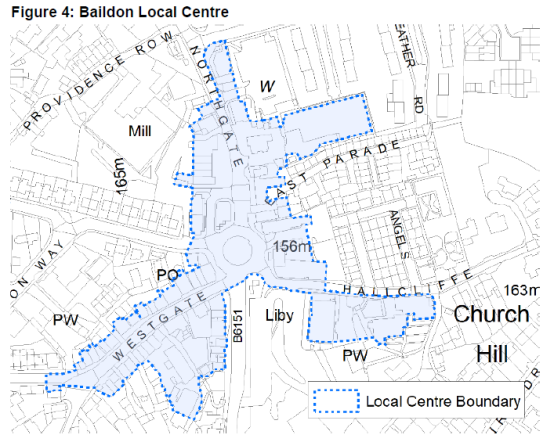 Figure 4: Baildon Local Centre
PROVIDENCE ROW
NORTHGATE
W
EATHER RD
Mill
165m
EAST PARADE
ANGEL S
156m
ON WAY
PO
HALLCLIFFE
163m
PW
WESTGATE
B6151
Liby
Church
Hill
PW
Local Centre Boundary